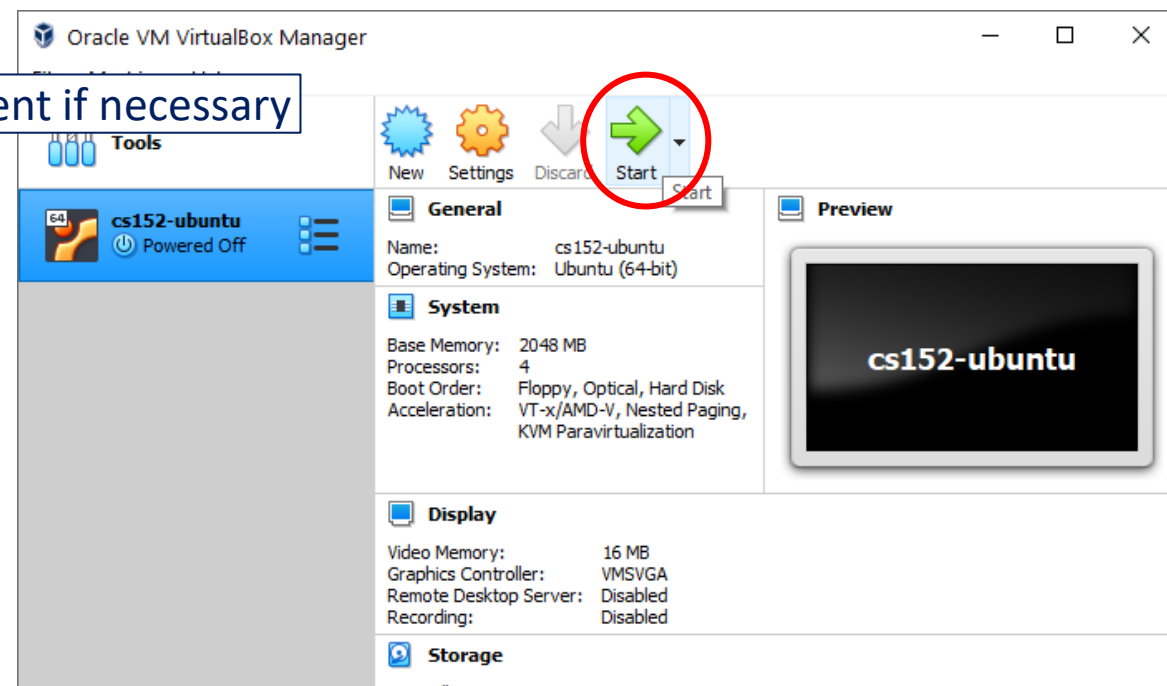 Oracle VM VirtualBox Manager
ent if necessary
Tools
New Settings Discard Start
Start
64
cs152-ubuntu
Powered Off
General
Name: cs152-ubuntu
Operating System: Ubuntu (64-bit)
System
Base Memory: 2048 MB
Processors: 4
Boot Order: Floppy, Optical, Hard Disk
Acceleration: VT-x/AMD-V, Nested Paging,
KVM Paravirtualization
Preview
cs152-ubuntu
Display
Video Memory: 16 MB
Graphics Controller: VMSVGA
Remote Desktop Server: Disabled
Recording: Disabled
Storage